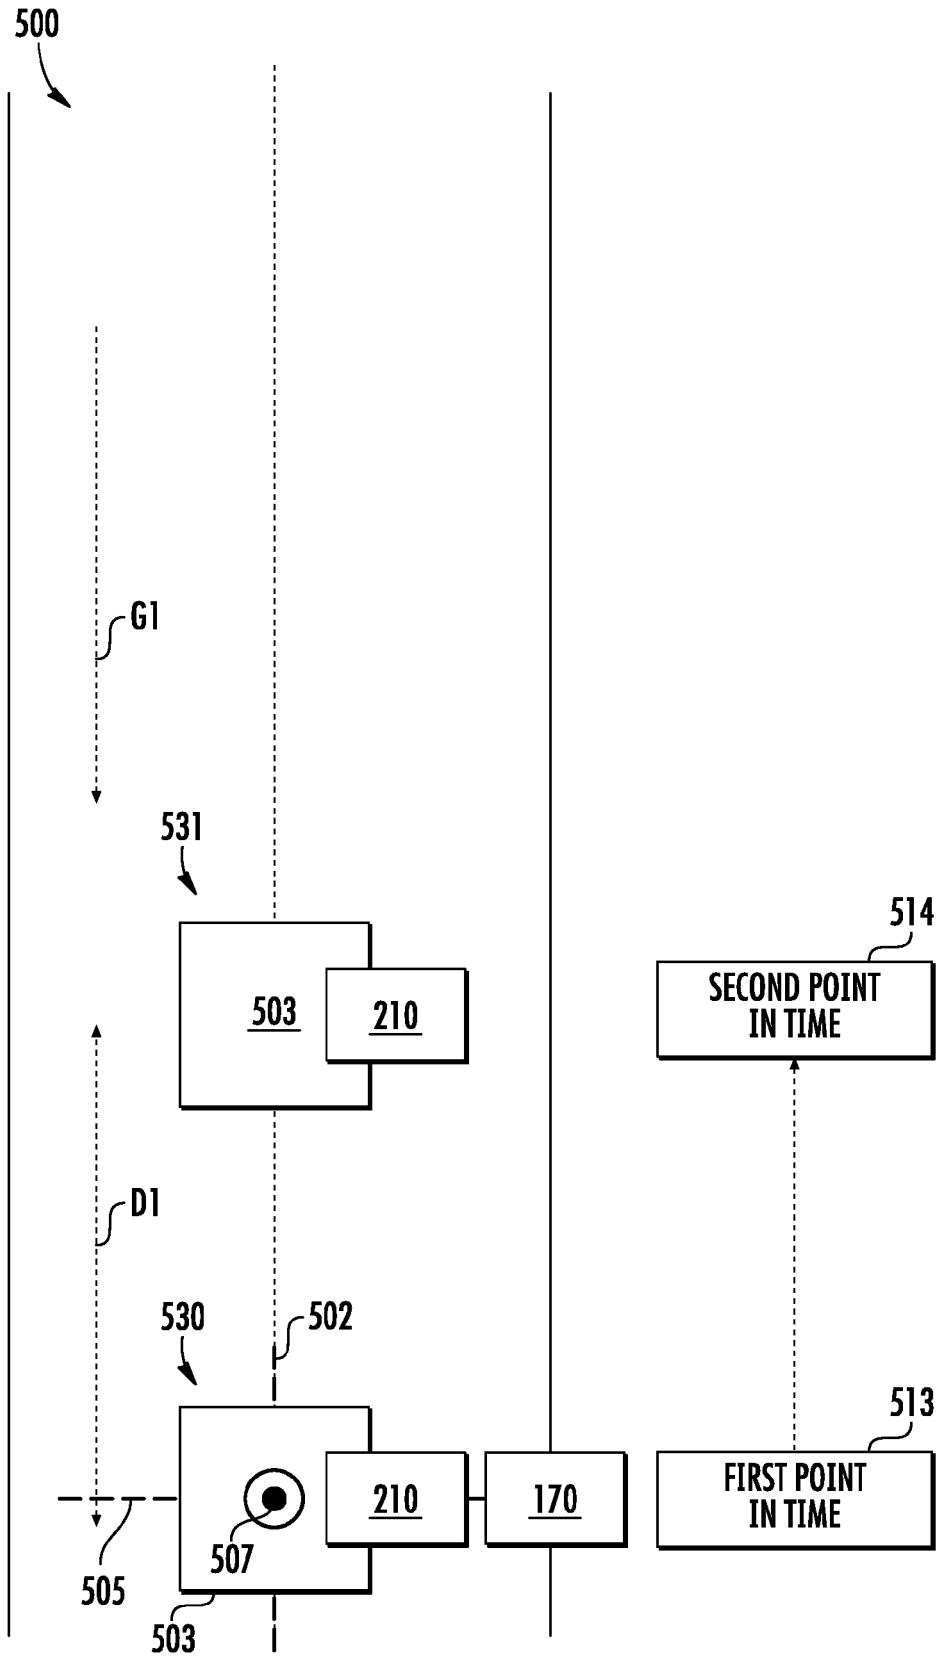 500
G1
531
514
503
210
SECOND POINT
IN TIME
D1
530
502
513
210
170
FIRST POINT
IN TIME
507
505
503